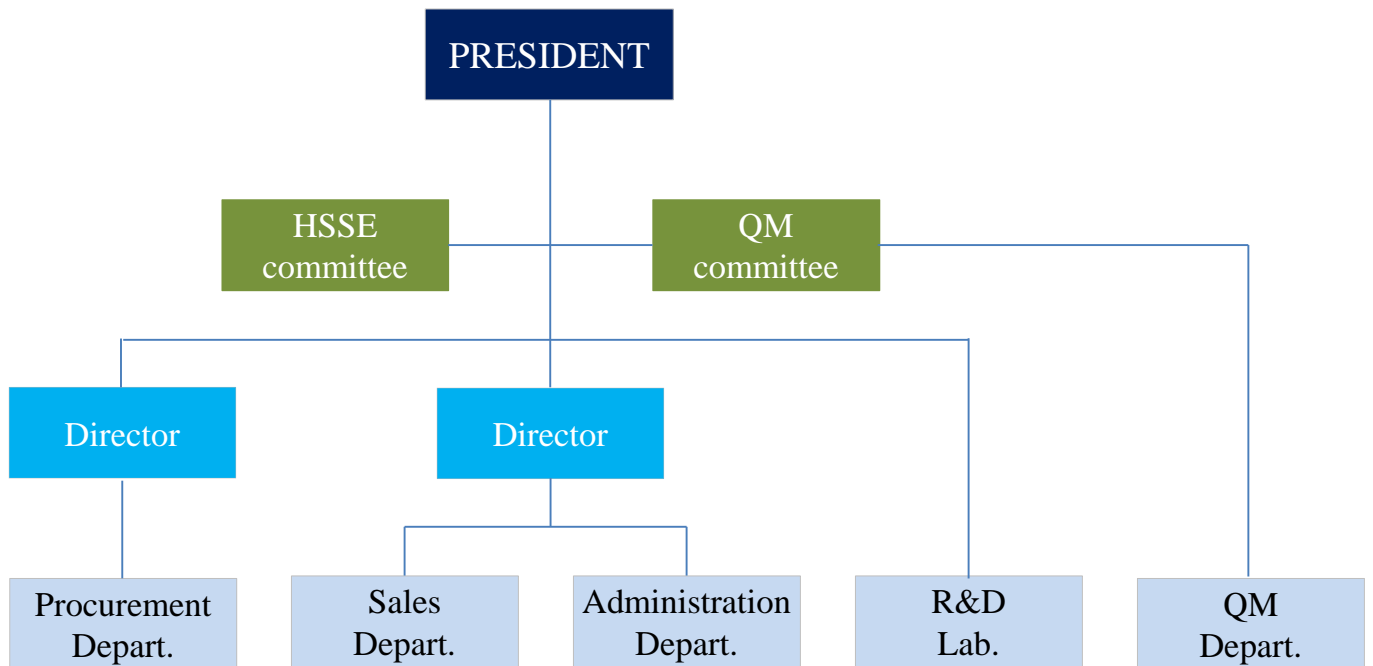 PRESIDENT
HSSE
committee
QM
committee
Director
Director
Procurement
Depart.
Sales
Depart.
Administration
Depart.
R&D
Lab.
QM
Depart.